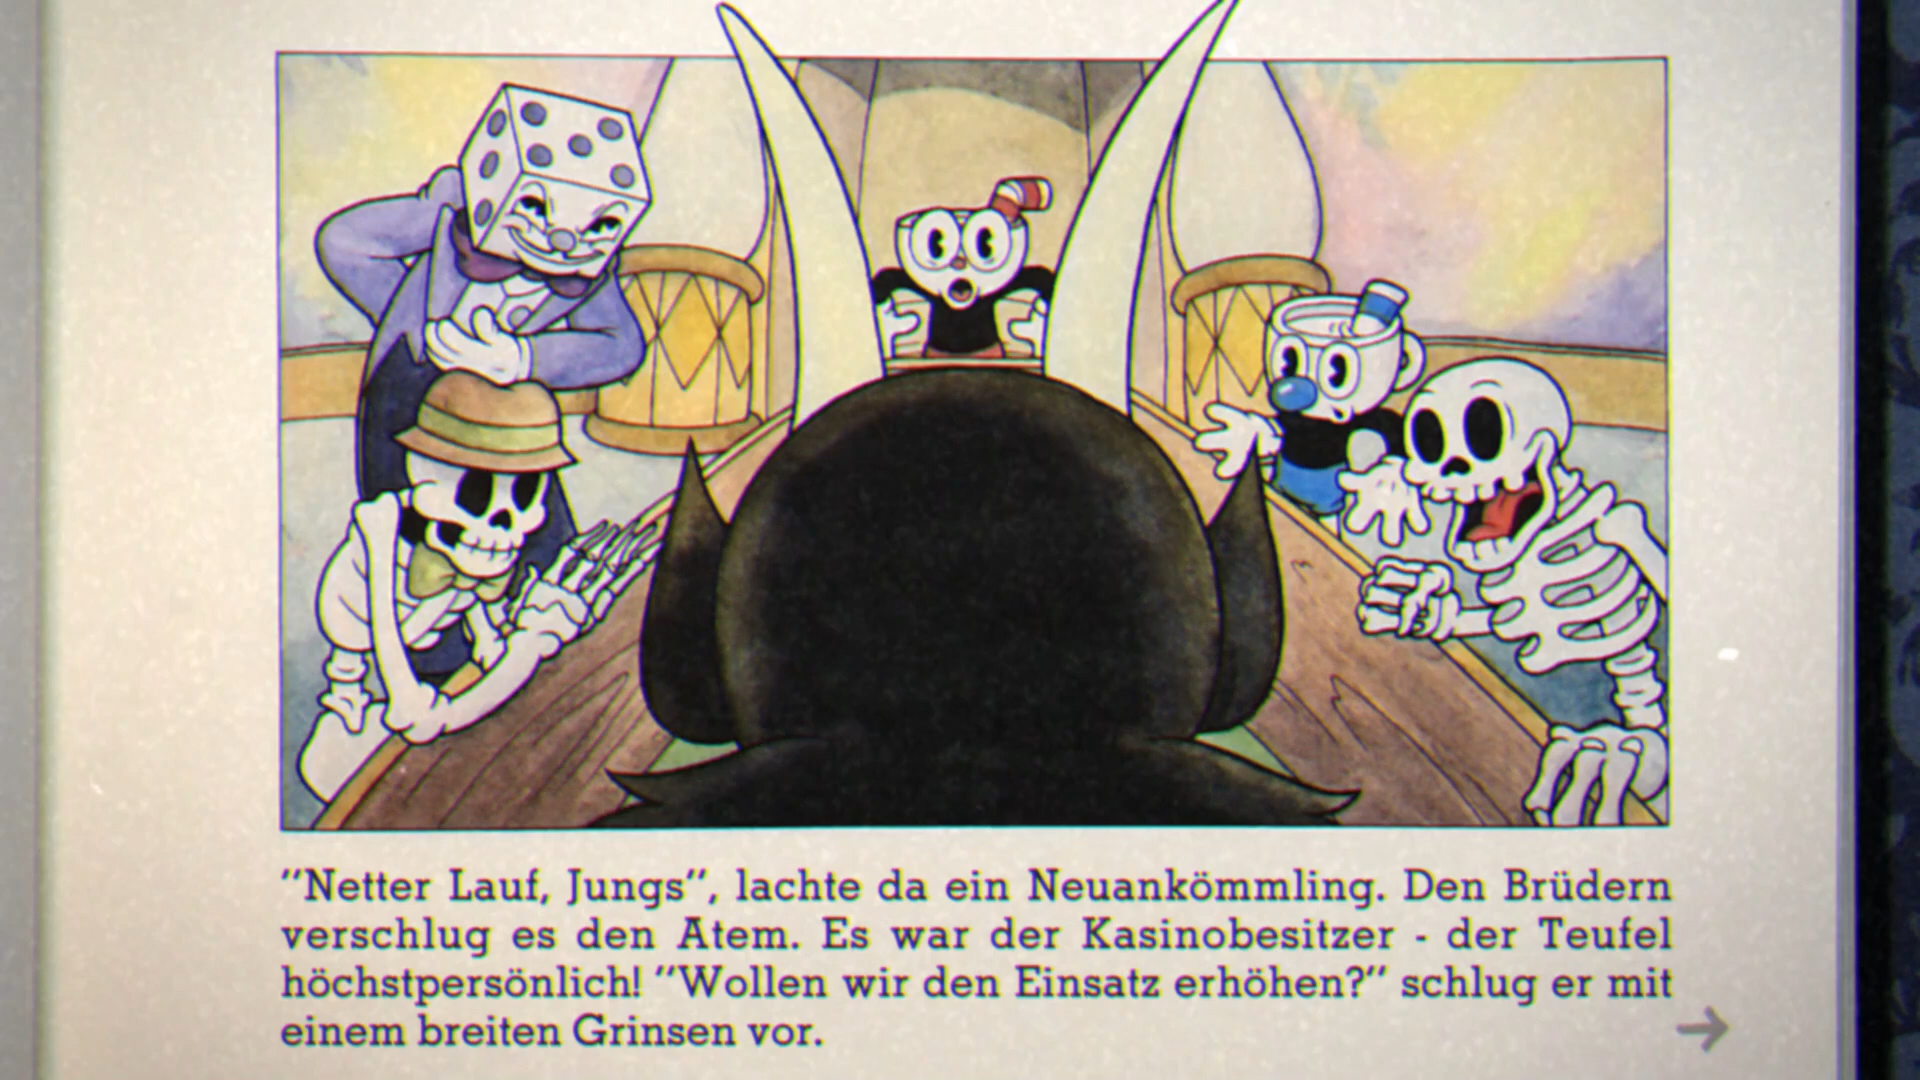 "Netter Lauf, Jungs", lachte da ein Neuankömmling. Den Brüdern
verschlug es den Atem. Es war der Kasinobesitzer - der Teufel
höchstpersönlich! "Wollen wir den Einsatz erhöhen?" schlug er mit
einem breiten Grinsen vor.